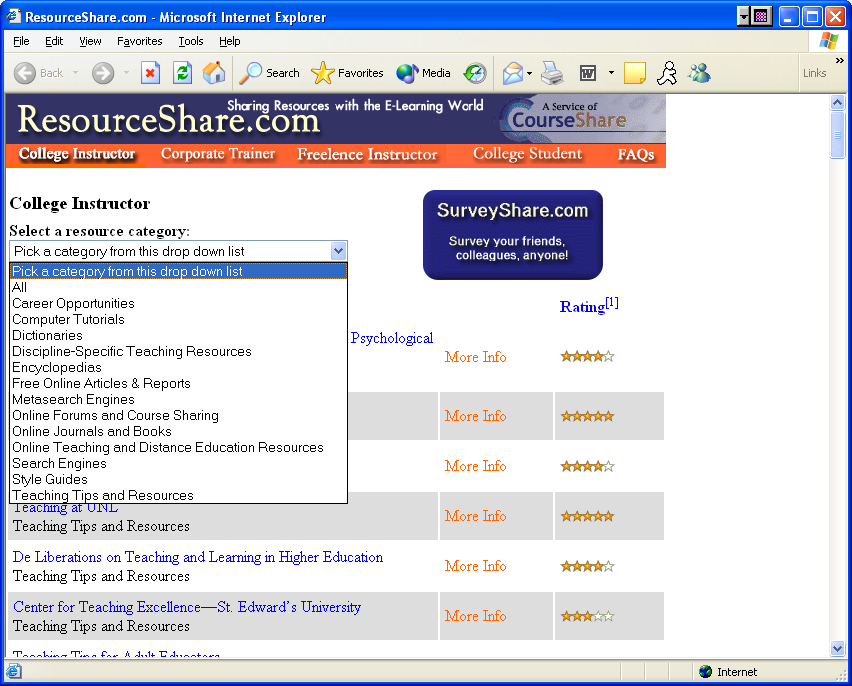 ResourceShare.com - Microsoft Internet Explorer
File Edit View Favorites Tools Help
Back Search Favorites Media W Links »
Sharing Resources with the E-Learning World
ResourceShare.com
A Service of
CourseShare
College Instructor Corporate Trainer Freelence Instructor College Student FAQs
College Instructor
Select a resource category:
Pick a category from this drop down list
SurveyShare.com
Survey your friends,
colleagues, anyone!
Pick a category from this drop down list
All
Career Opportunities
Computer Tutorials
Dictionaries
Discipline-Specific Teaching Resources
Encyclopedias
Free Online Articles & Reports
Metasearch Engines
Online Forums and Course Sharing
Online Journals and Books
Online Teaching and Distance Education Resources
Search Engines
Style Guides
Teaching Tips and Resources
Rating[1]
Psychological
More Info
More Info
More Info
Teaching at UNL
Teaching Tips and Resources
More Info
De Liberations on Teaching and Learning in Higher Education
Teaching Tips and Resources
More Info
Center for Teaching Excellence—St. Edward's University
Teaching Tips and Resources
More Info
Teaching Tips for Adult Educators
Internet